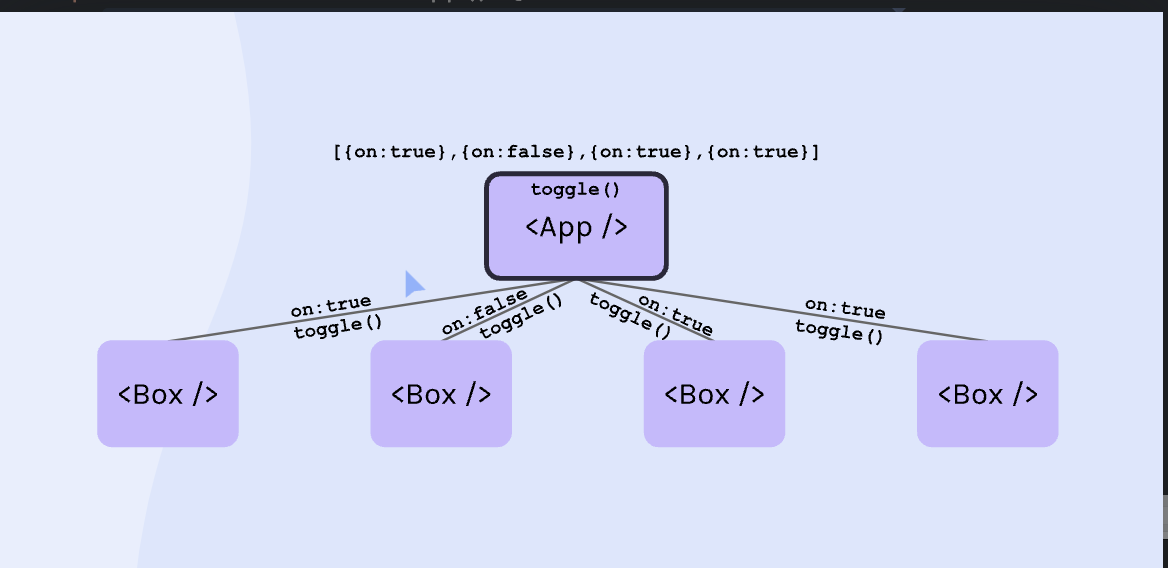 [{on:true},{on:false},{on:true},{on:true}]
toggle()
<App />
on:true
toggle()
on:false
toggle()
on:true
toggle()
on:true
toggle()
<Box />
<Box />
<Box />
<Box />